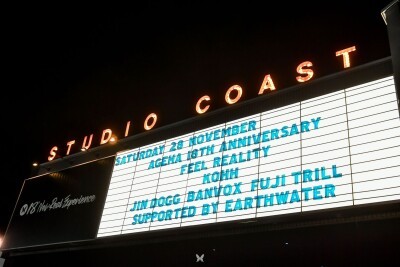 STUDIO COAST
SATURDAY 28 NOVEMBER
AGEHA 18TH ANNIVERSARY
FEEL REALITY
KOHH
JIN DOGG BANVOX FUJI TRILL
SUPPORTED BY EARTHWATER
Experience